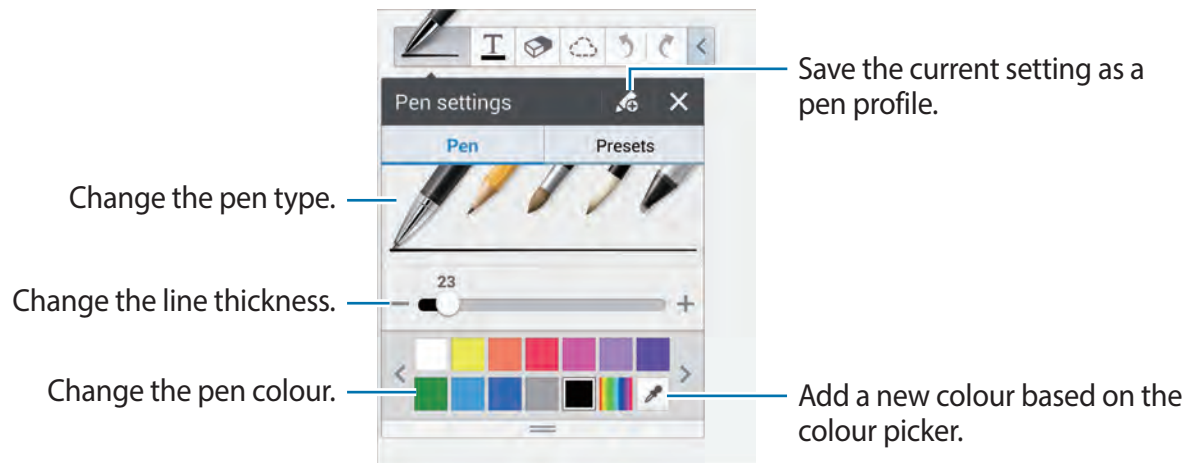 T
Save the current setting as a
pen profile.
Pen settings
Pen
Presets
Change the pen type.
23
Change the line thickness.
Change the pen colour.
Add a new colour based on the
colour picker.